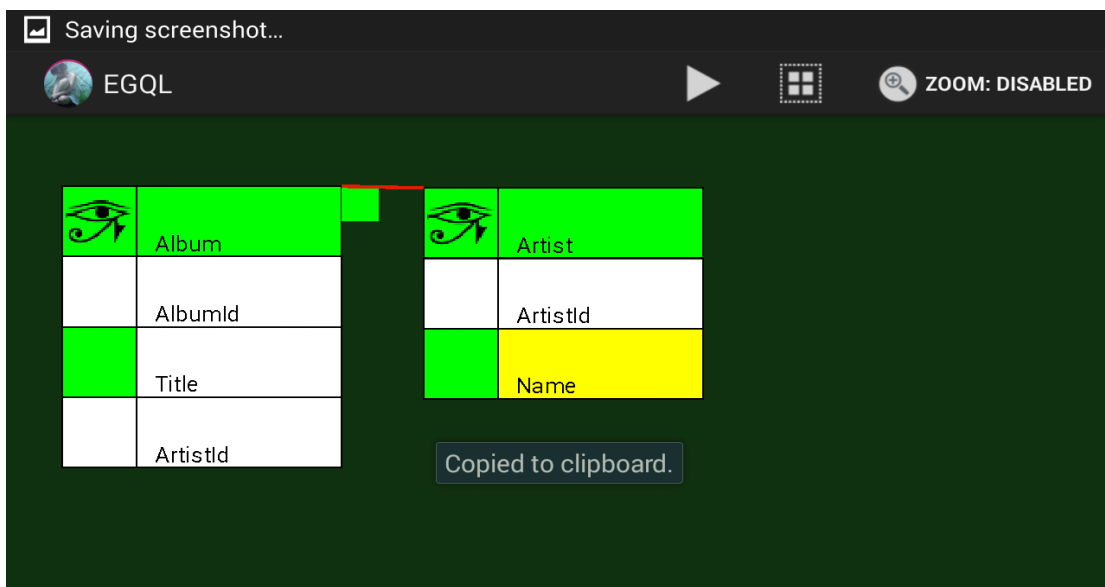 Saving screenshot...
EGQL
ZOOM: DISABLED
Album
AlbumId
Title
ArtistId
Artist
ArtistId
Name
Copied to clipboard.